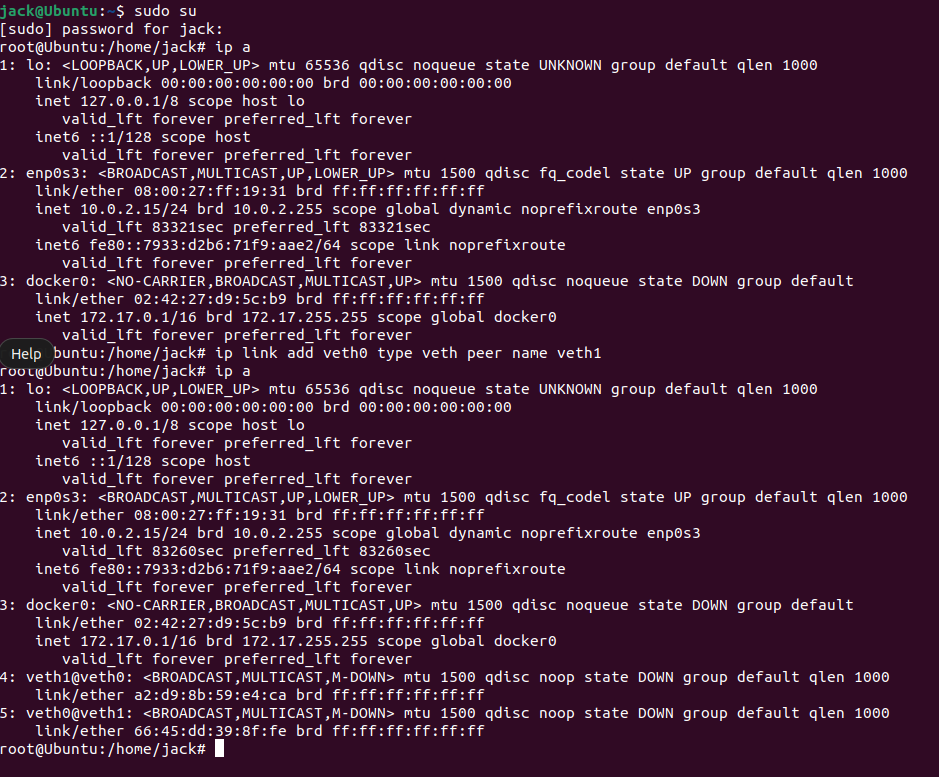 jack@Ubuntu:~$ sudo su
[sudo] password for jack:
root@Ubuntu:/home/jack# ip a
1: lo: <LOOPBACK,UP,LOWER_UP> mtu 65536 qdisc noqueue state UNKNOWN group default qlen 1000
    link/loopback 00:00:00:00:00:00 brd 00:00:00:00:00:00
    inet 127.0.0.1/8 scope host lo
       valid_lft forever preferred_lft forever
    inet6 ::1/128 scope host
       valid_lft forever preferred_lft forever
2: enp0s3: <BROADCAST,MULTICAST,UP,LOWER_UP> mtu 1500 qdisc fq_codel state UP group default qlen 1000
    link/ether 08:00:27:ff:19:31 brd ff:ff:ff:ff:ff:ff
    inet 10.0.2.15/24 brd 10.0.2.255 scope global dynamic noprefixroute enp0s3
       valid_lft 83321sec preferred_lft 83321sec
    inet6 fe80::7933:d2b6:71f9:aae2/64 scope link noprefixroute
       valid_lft forever preferred_lft forever
3: docker0: <NO-CARRIER,BROADCAST,MULTICAST,UP> mtu 1500 qdisc noqueue state DOWN group default
    link/ether 02:42:27:d9:5c:b9 brd ff:ff:ff:ff:ff:ff
    inet 172.17.0.1/16 brd 172.17.255.255 scope global docker0
       valid_lft forever preferred_lft forever
Help buntu:/home/jack# ip link add veth0 type veth peer name veth1
root@Ubuntu:/home/jack# ip a
1: lo: <LOOPBACK,UP,LOWER_UP> mtu 65536 qdisc noqueue state UNKNOWN group default qlen 1000
    link/loopback 00:00:00:00:00:00 brd 00:00:00:00:00:00
    inet 127.0.0.1/8 scope host lo
       valid_lft forever preferred_lft forever
    inet6 ::1/128 scope host
       valid_lft forever preferred_lft forever
2: enp0s3: <BROADCAST,MULTICAST,UP,LOWER_UP> mtu 1500 qdisc fq_codel state UP group default qlen 1000
    link/ether 08:00:27:ff:19:31 brd ff:ff:ff:ff:ff:ff
    inet 10.0.2.15/24 brd 10.0.2.255 scope global dynamic noprefixroute enp0s3
       valid_lft 83260sec preferred_lft 83260sec
    inet6 fe80::7933:d2b6:71f9:aae2/64 scope link noprefixroute
       valid_lft forever preferred_lft forever
3: docker0: <NO-CARRIER,BROADCAST,MULTICAST,UP> mtu 1500 qdisc noqueue state DOWN group default
    link/ether 02:42:27:d9:5c:b9 brd ff:ff:ff:ff:ff:ff
    inet 172.17.0.1/16 brd 172.17.255.255 scope global docker0
       valid_lft forever preferred_lft forever
4: veth1@veth0: <BROADCAST,MULTICAST,M-DOWN> mtu 1500 qdisc noop state DOWN group default qlen 1000
    link/ether a2:d9:8b:59:e4:ca brd ff:ff:ff:ff:ff:ff
5: veth0@veth1: <BROADCAST,MULTICAST,M-DOWN> mtu 1500 qdisc noop state DOWN group default qlen 1000
    link/ether 66:45:dd:39:8f:fe brd ff:ff:ff:ff:ff:ff
root@Ubuntu:/home/jack#